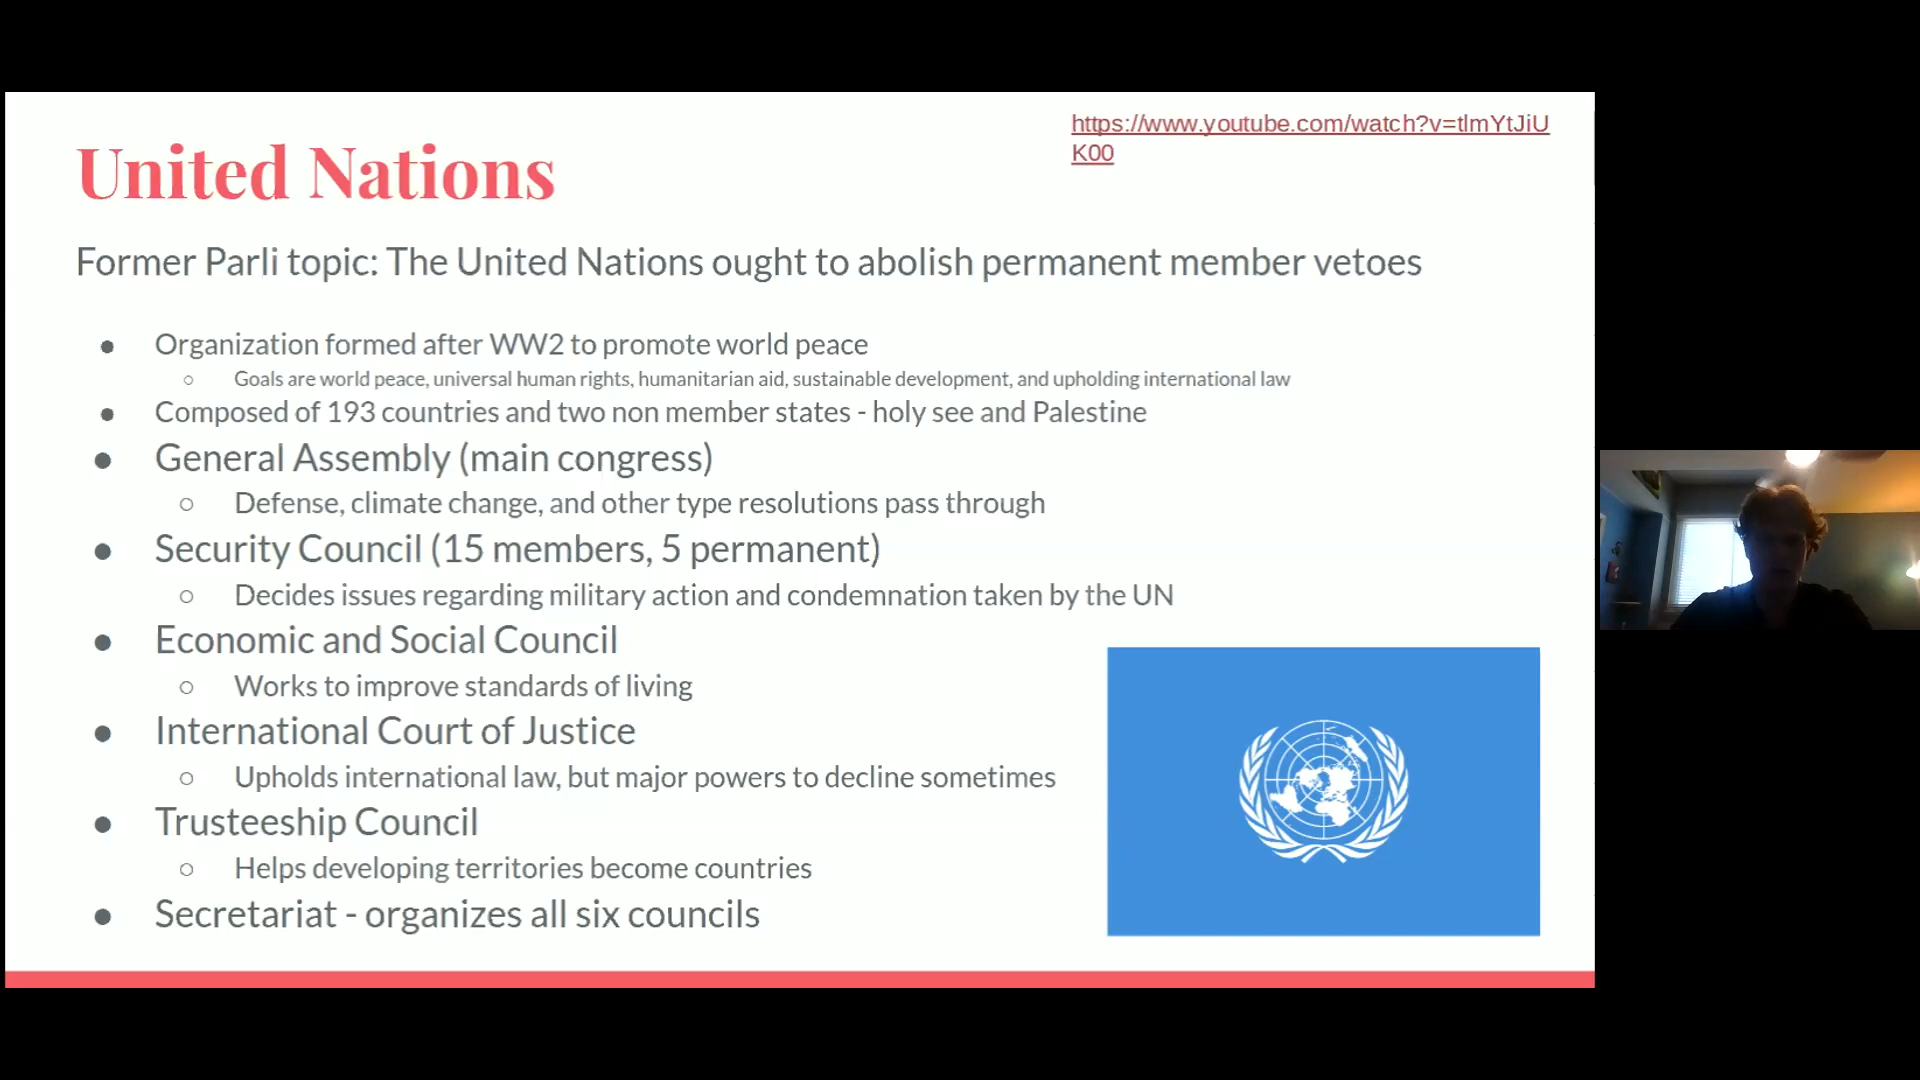 https://www.youtube.com/watch?v=tlmYtJiU
K00
United Nations
Former Parli topic: The United Nations ought to abolish permanent member vetoes
● Organization formed after WW2 to promote world peace
○ Goals are world peace, universal human rights, humanitarian aid, sustainable development, and upholding international law
● Composed of 193 countries and two non member states - holy see and Palestine
● General Assembly (main congress)
○ Defense, climate change, and other type resolutions pass through
● Security Council (15 members, 5 permanent)
○ Decides issues regarding military action and condemnation taken by the UN
● Economic and Social Council
○ Works to improve standards of living
● International Court of Justice
○ Upholds international law, but major powers to decline sometimes
● Trusteeship Council
○ Helps developing territories become countries
● Secretariat - organizes all six councils